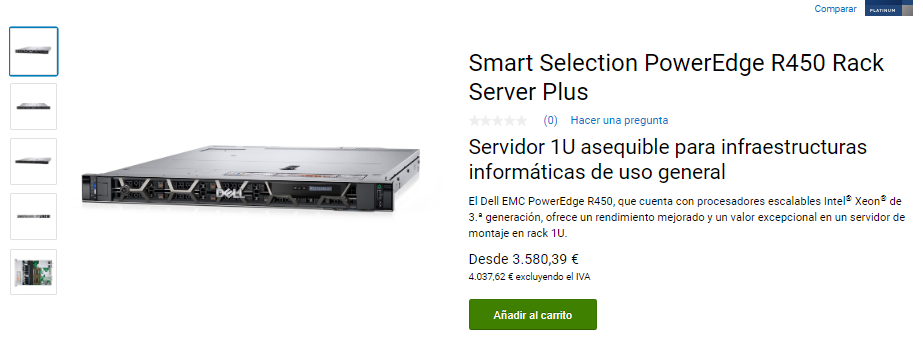 Comparar
PLATINUM
Smart Selection PowerEdge R450 Rack
Server Plus
(0) Hacer una pregunta
Servidor 1U asequible para infraestructuras
informáticas de uso general
El Dell EMC PowerEdge R450, que cuenta con procesadores escalables Intel® Xeon® de
3.ª generación, ofrece un rendimiento mejorado y un valor excepcional en un servidor de
montaje en rack 1U.
Desde 3.580,39 €
4.037,62 € excluyendo el IVA
Añadir al carrito
DELL